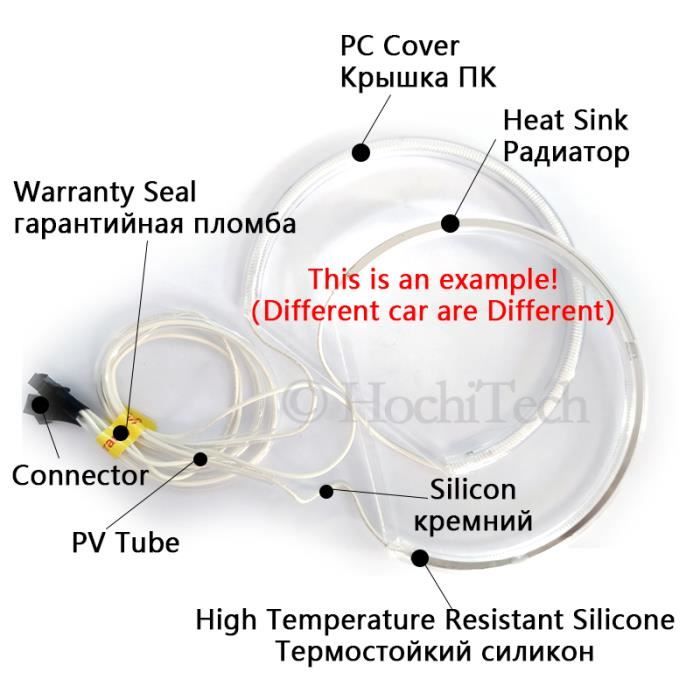 PC Cover
Крышка ПК
Heat Sink
Радиатор
Warranty Seal
гарантийная пломба
This is an example!
(Different car are Different)
© HochiTech
Connector
PV Tube
Silicon
кремний
High Temperature Resistant Silicone
Термостойкий силикон